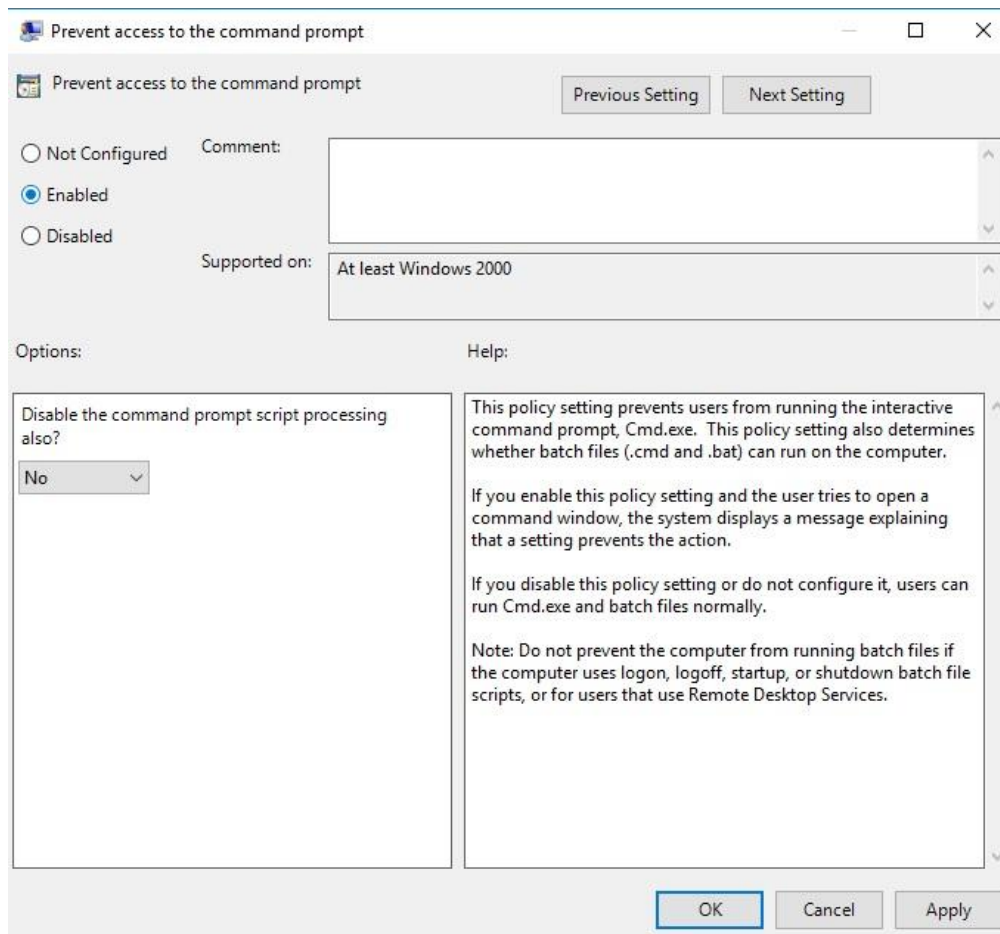 Prevent access to the command prompt
Prevent access to the command prompt
Previous Setting
Next Setting
Not Configured
Comment:
Enabled
Disabled
Supported on:
At least Windows 2000
Options:
Help:
Disable the command prompt script processing
also?
No
This policy setting prevents users from running the interactive
command prompt, Cmd.exe.  This policy setting also determines
whether batch files (.cmd and .bat) can run on the computer.
If you enable this policy setting and the user tries to open a
command window, the system displays a message explaining
that a setting prevents the action.
If you disable this policy setting or do not configure it, users can
run Cmd.exe and batch files normally.
Note: Do not prevent the computer from running batch files if
the computer uses logon, logoff, startup, or shutdown batch file
scripts, or for users that use Remote Desktop Services.
OK
Cancel
Apply